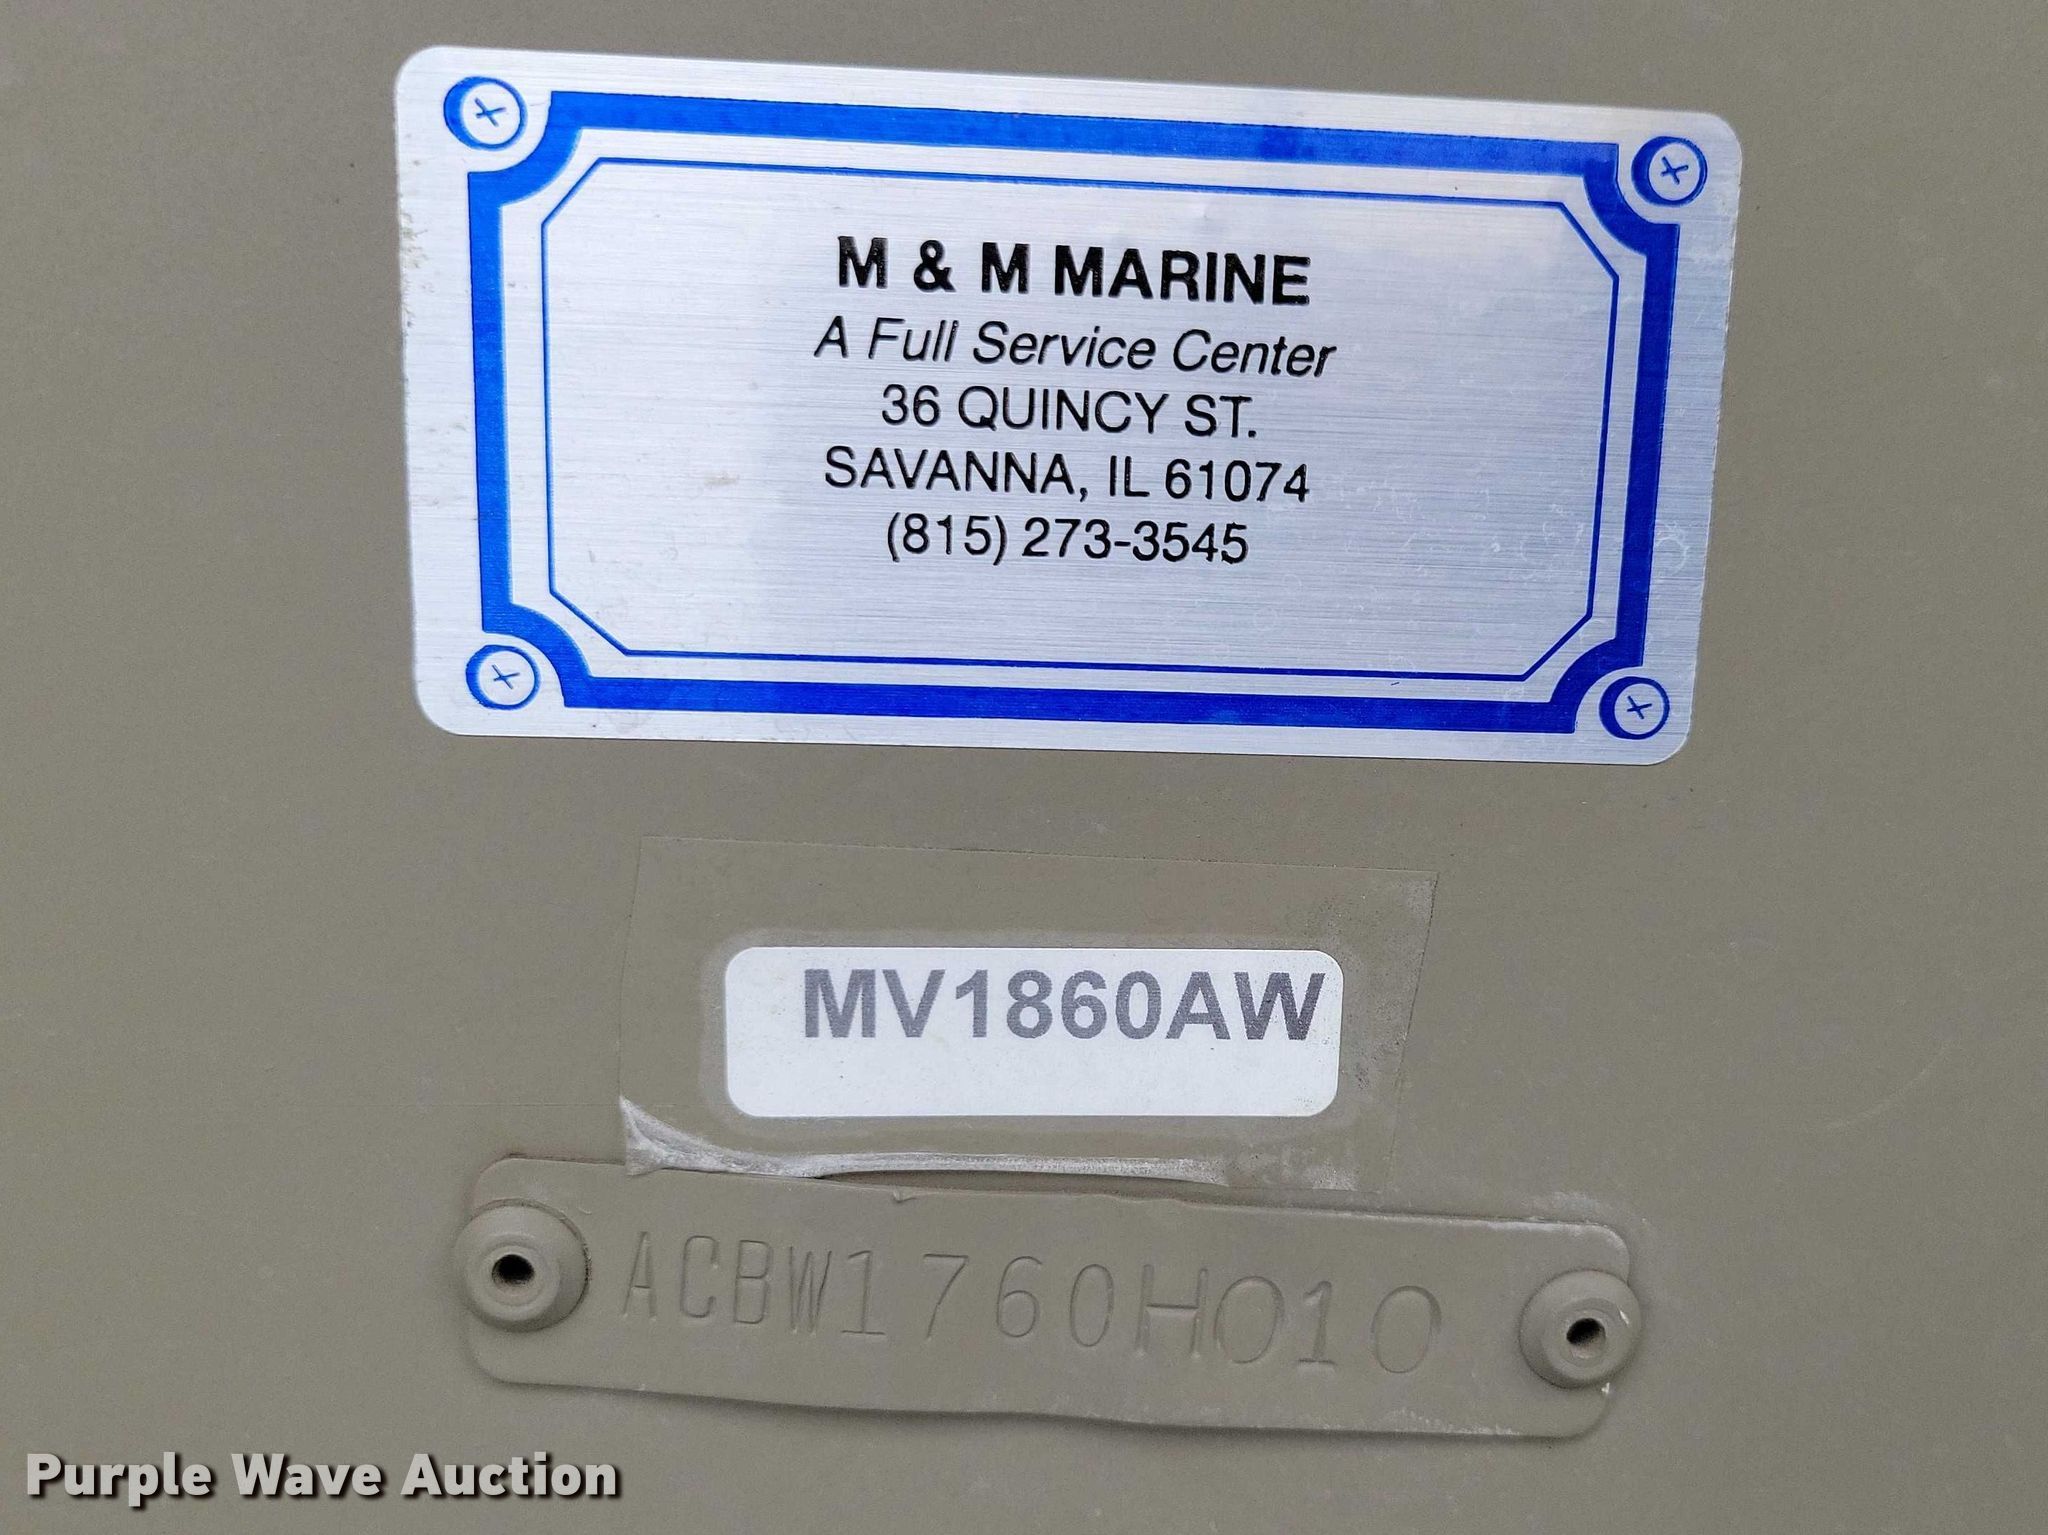 M & M MARINE
A Full Service Center
36 QUINCY ST.
SAVANNA, IL 61074
(815) 273-3545
MV1860AW
ACBW1760H010
Purple Wave Auction